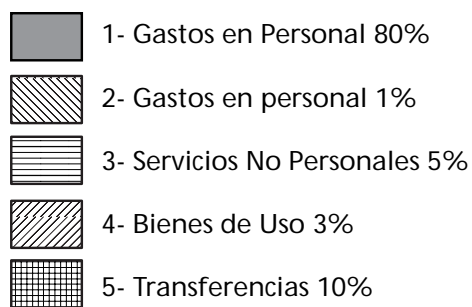 1- Gastos en Personal 80%
2- Gastos en personal 1%
3- Servicios No Personales 5%
4- Bienes de Uso 3%
5- Transferencias 10%